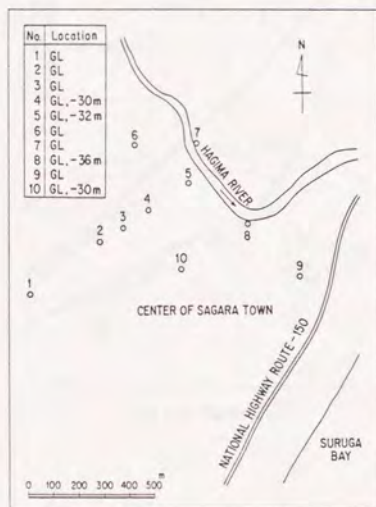 No. Location
1 GL
2 GL
3 GL
4 GL,-30m
5 GL,-32m
6 GL
7 GL
8 GL,-36m
9 GL
10 GL,-30m
N
6
7
HAGIMA RIVER
5
4
3
2
8
10
9
1
CENTER OF SAGARA TOWN
NATIONAL HIGHWAY ROUTE-150
SURUGA
BAY
0 100 200 300 400 500 m